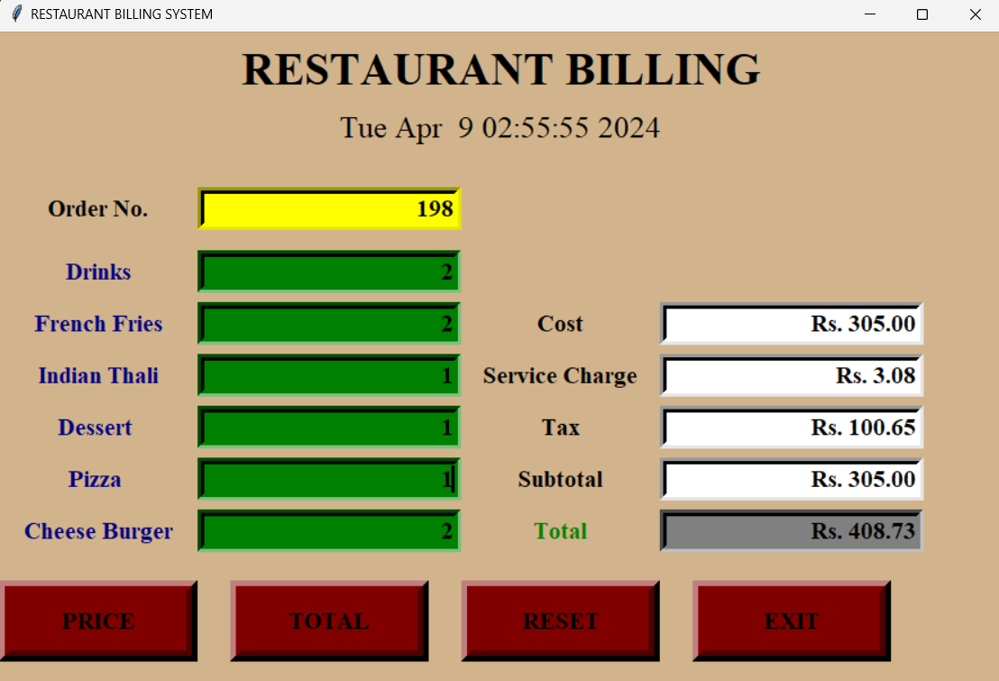 RESTAURANT BILLING SYSTEM
RESTAURANT BILLING
Tue Apr  9 02:55:55 2024
Order No. 198
Drinks 2
French Fries 2 Cost Rs. 305.00
Indian Thali 1 Service Charge Rs. 3.08
Dessert 1 Tax Rs. 100.65
Pizza 1 Subtotal Rs. 305.00
Cheese Burger 2 Total Rs. 408.73
PRICE TOTAL RESET EXIT